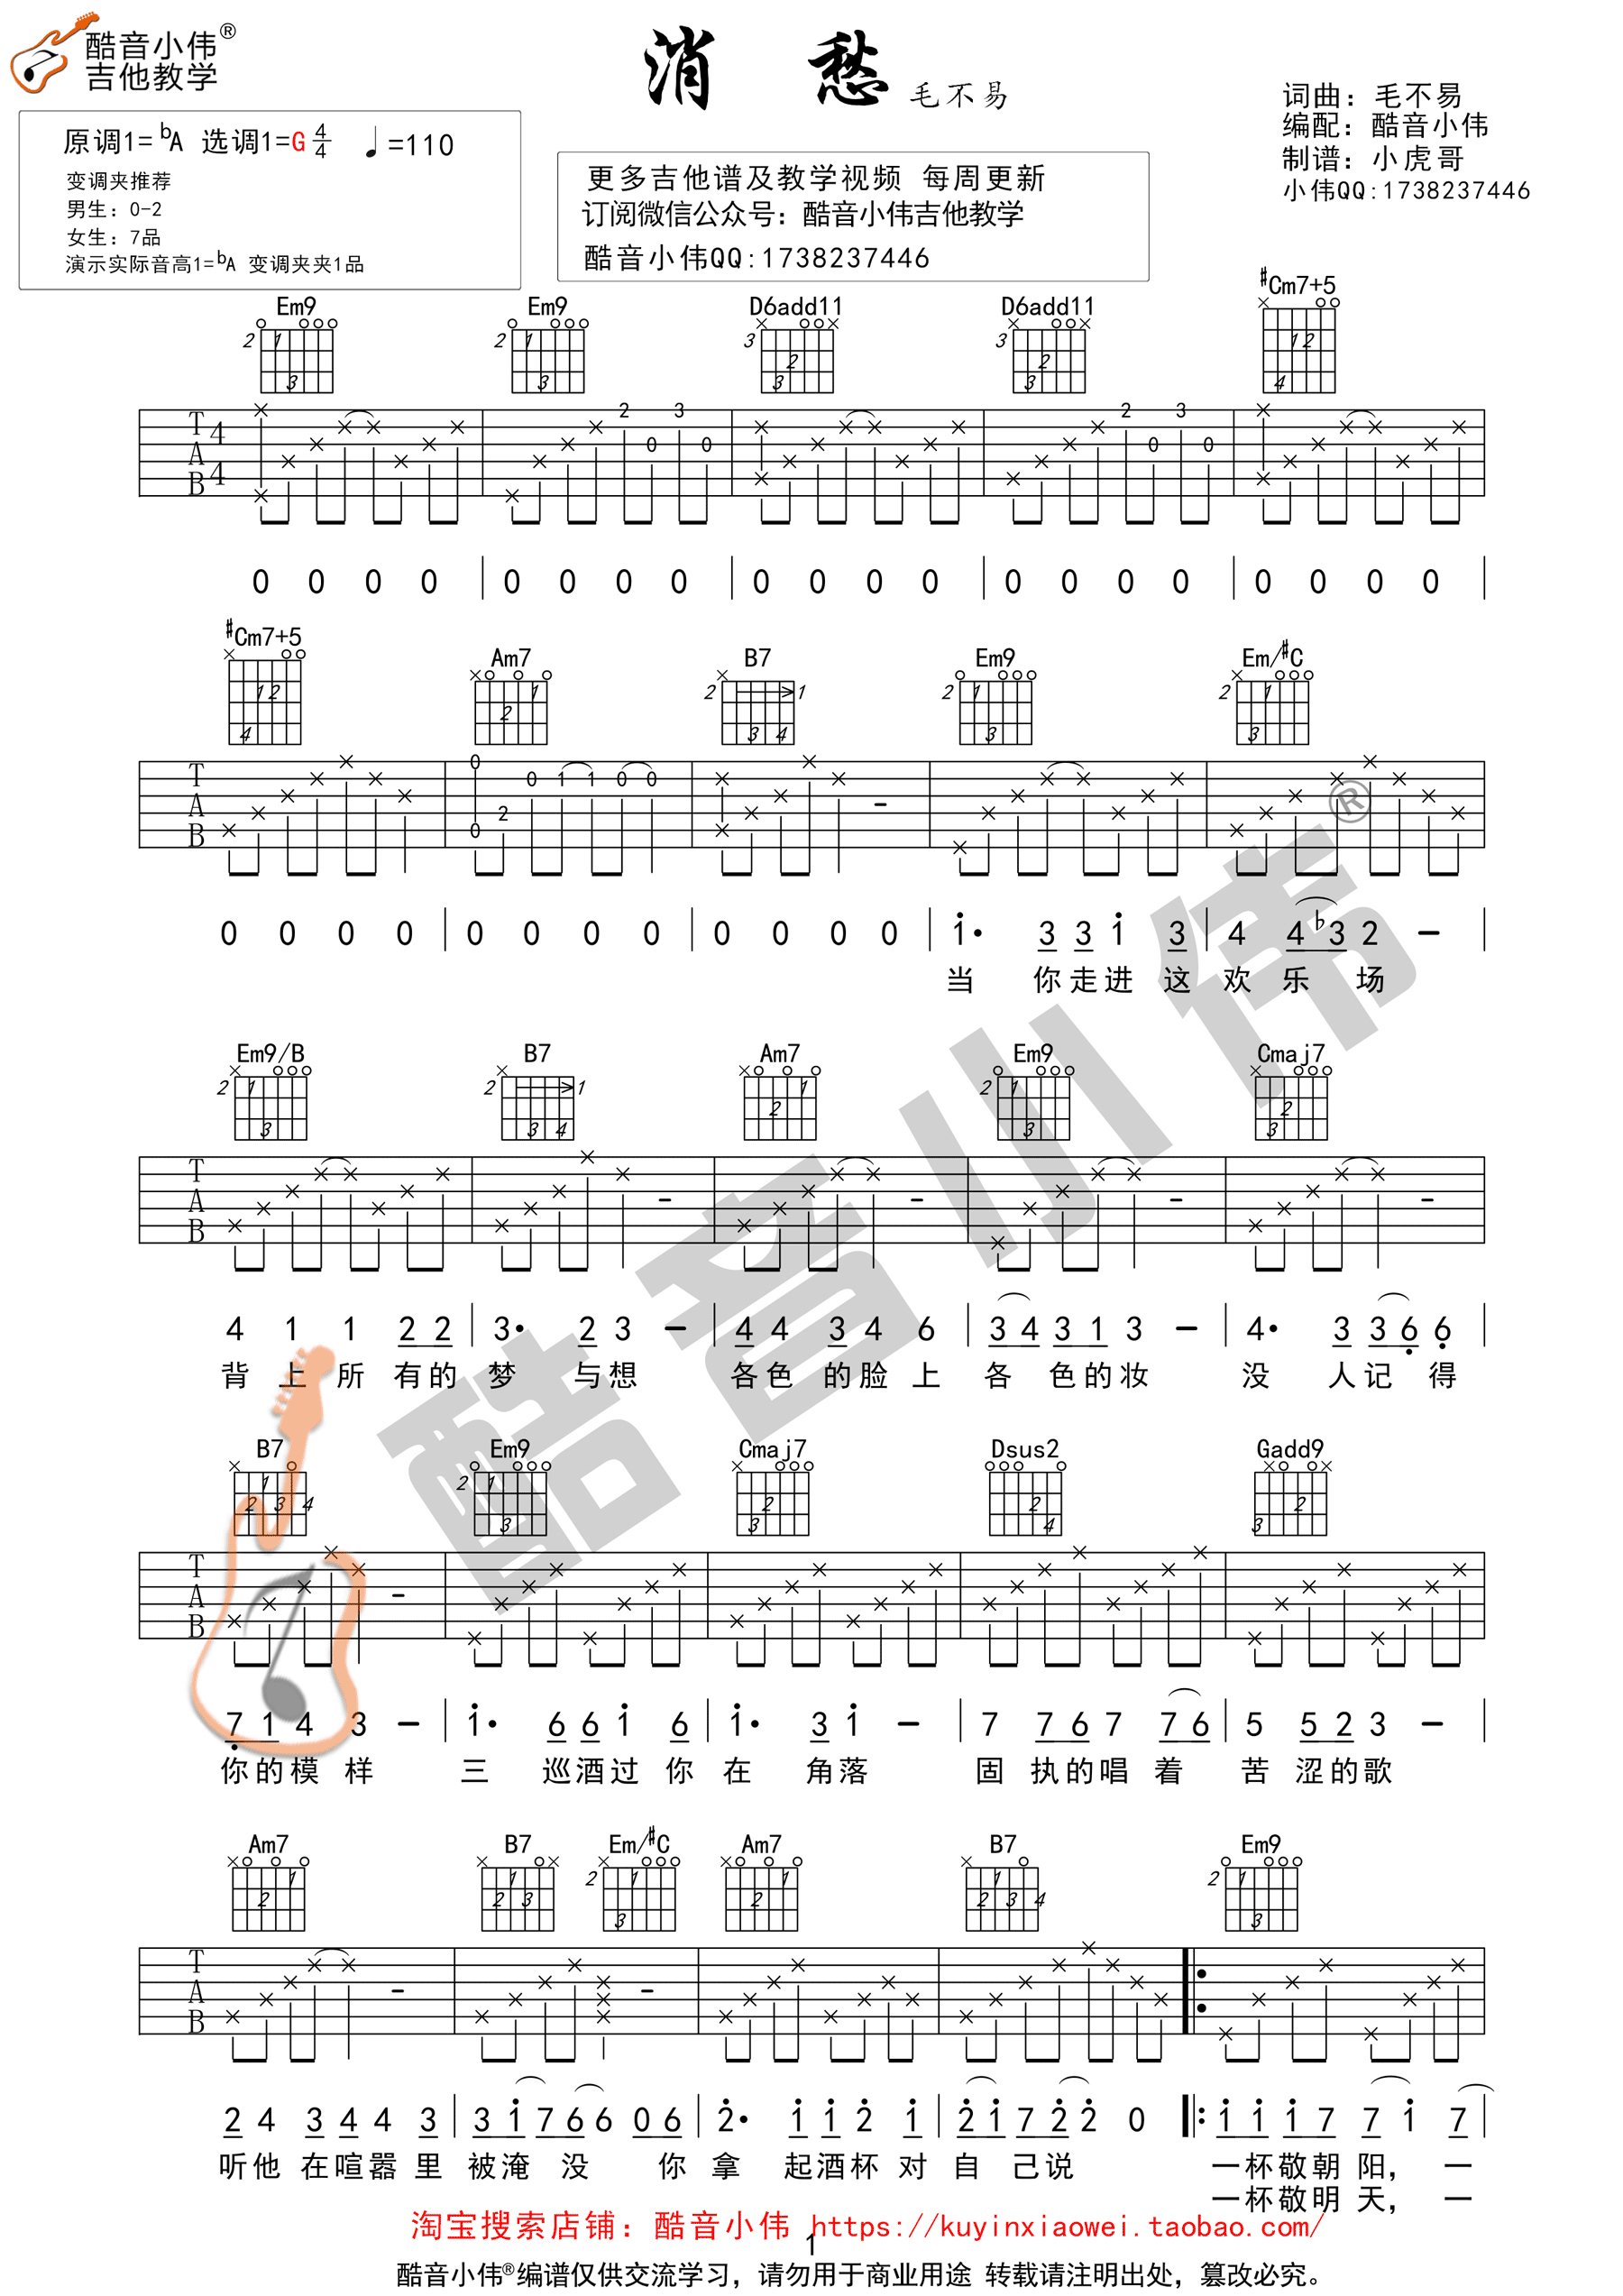 酷音小伟®
吉他教学
消 愁 毛不易
词曲：毛不易
编配：酷音小伟
制谱：小虎哥
小伟QQ:1738237446
原调1=♭A 选调1=G 4/4 ♩=110
变调夹推荐
男生：0-2
女生：7品
演示实际音高1=♭A 变调夹夹1品
更多吉他谱及教学视频 每周更新
订阅微信公众号：酷音小伟吉他教学
酷音小伟QQ:1738237446
Em9 Em9 D6add11 D6add11 #Cm7+5
0 0 0 0 | 0 0 0 0 | 0 0 0 0 | 0 0 0 0 | 0 0 0 0 |
#Cm7+5 Am7 B7 Em9 Em/#C
0 0 0 0 | 0 0 0 0 | 0 0 0 0 | 1· 3 3 1 3 | 4 4 ♭3 2 － |
当 你走进 这 欢 乐 场
Em9/B B7 Am7 Em9 Cmaj7
4 1 1 2 2 | 3· 2 3 － | 4 4 3 4 6 | 3 4 3 1 3 － | 4· 3 3 6 6 |
背 上 所 有的 梦 与想 各色 的脸 上 各 色的妆 没 人记 得
B7 Em9 Cmaj7 Dsus2 Gadd9
7 1 4 3 － | 1· 6 6 1 6 | 1· 3 1 － | 7 7 6 7 7 6 | 5 5 2 3 － |
你的模 样 三 巡酒过 你 在 角落 固 执的唱 着 苦 涩的歌
Am7 B7 Em/#C Am7 B7 Em9
2 4 3 4 4 3 | 3 1 7 6 6 0 6 | 2· 1 1 2 1 | 2 1 7 2 2 0 |: 1 1 1 7 7 1 7 |
听他 在喧嚣 里 被淹 没 你 拿 起酒杯 对 自 己说 一杯敬朝 阳， 一
一杯敬明 天， 一
淘宝搜索店铺：酷音小伟 https://kuyinxiaowei.taobao.com/
1
酷音小伟®编谱仅供交流学习，请勿用于商业用途 转载请注明出处，篡改必究。
酷音小伟®